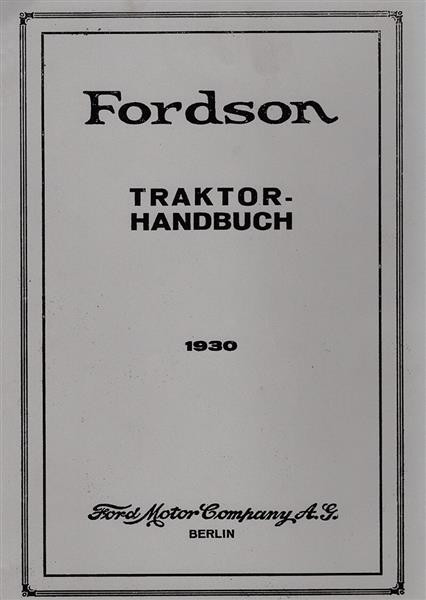 Fordson
TRAKTOR-
HANDBUCH
1930
Ford Motor Company A.G.
BERLIN